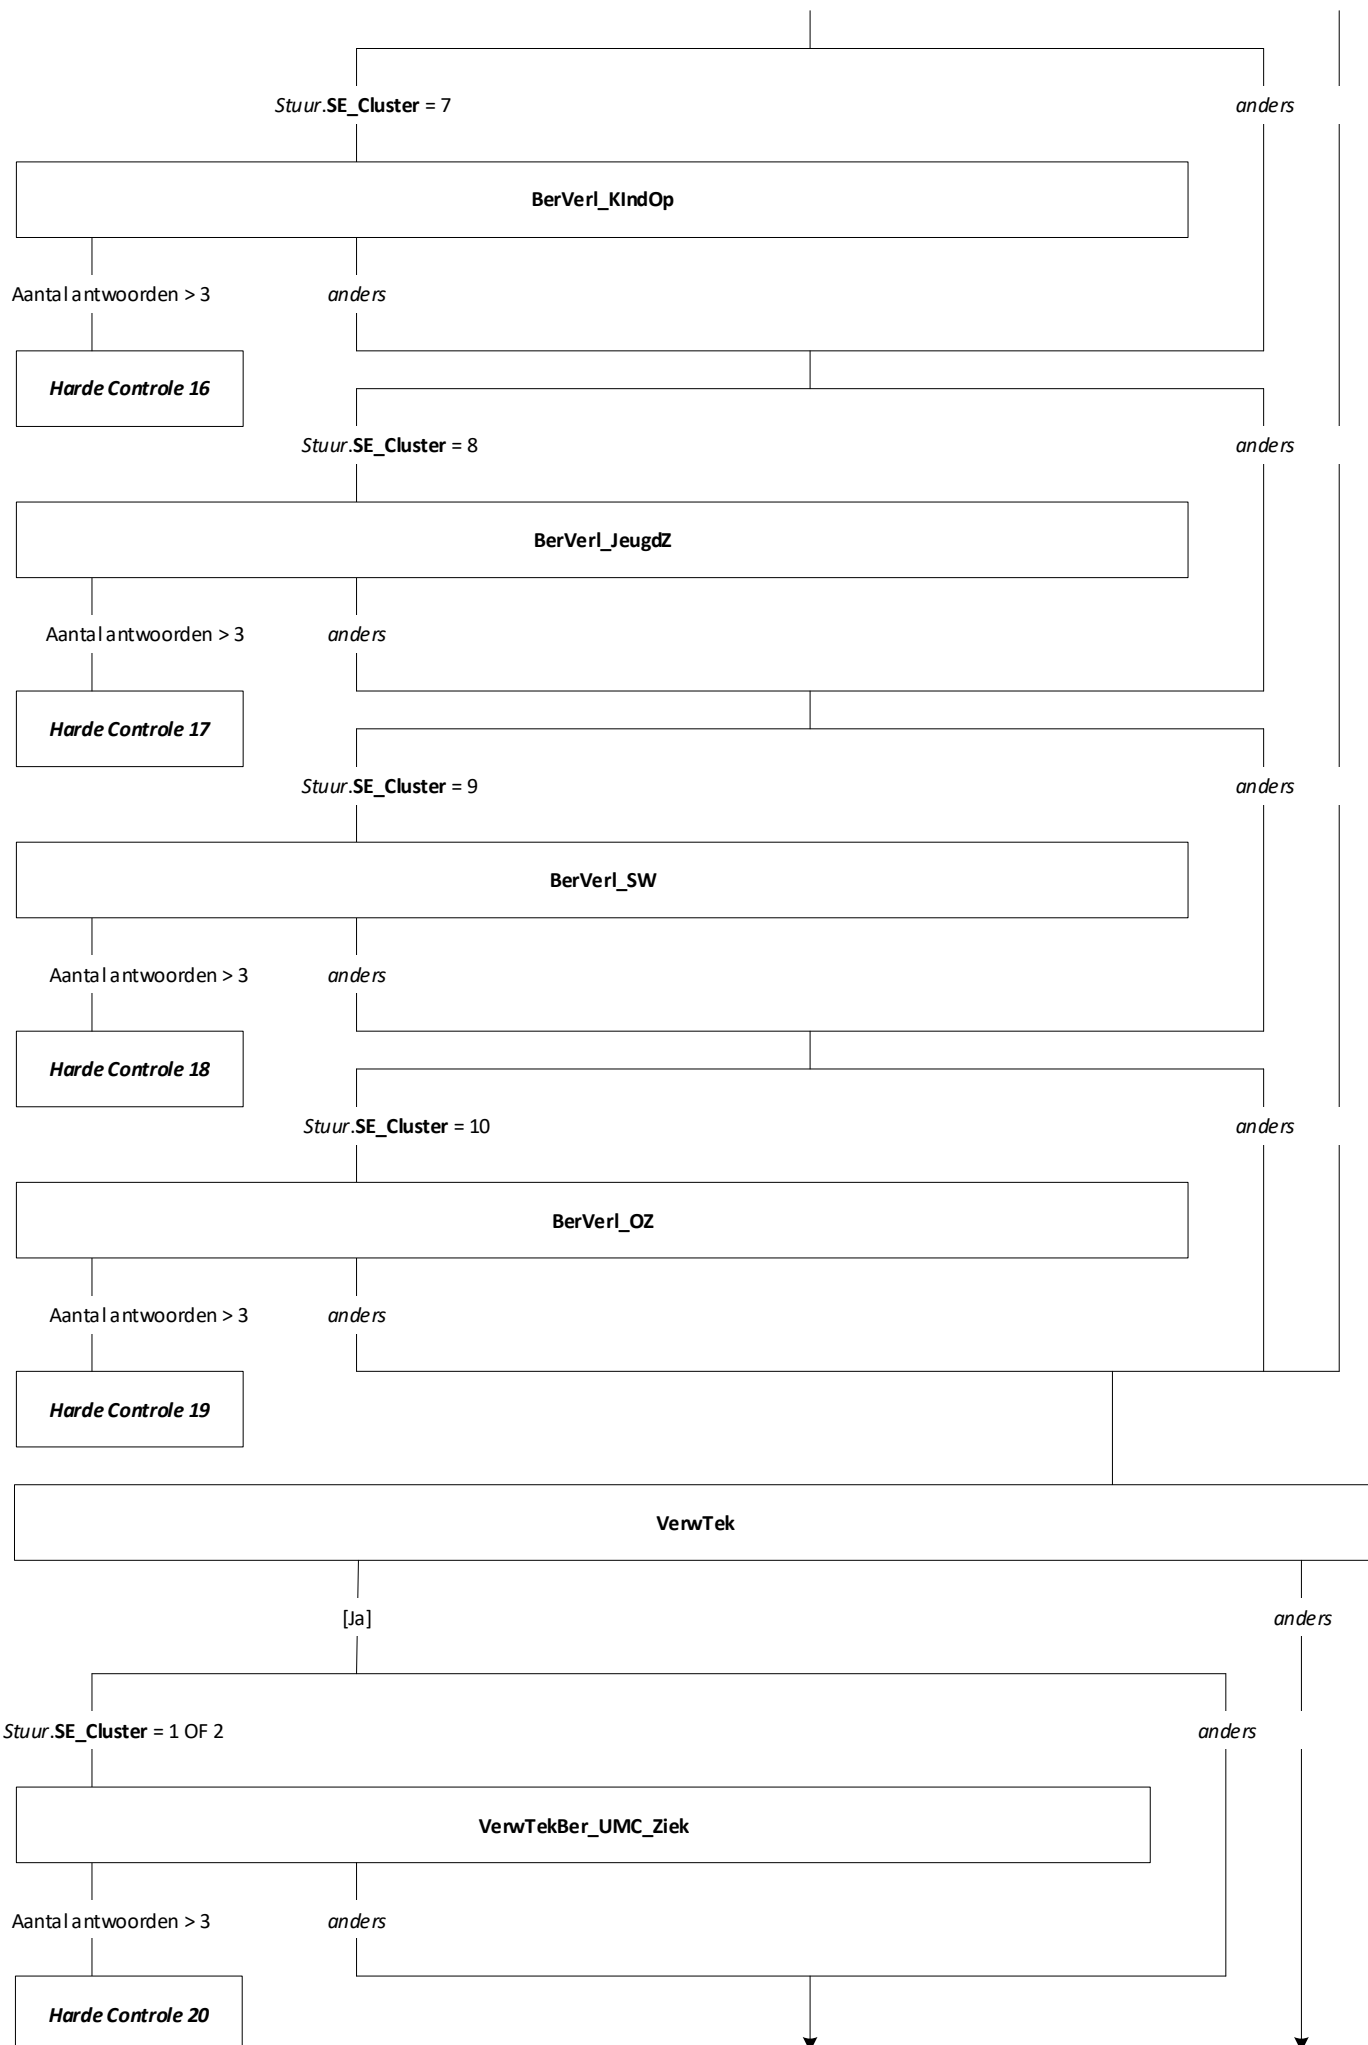 Stuur.SE_Cluster = 7
anders
BerVerl_KIndOp
Aantal antwoorden > 3
anders
Harde Controle 16
Stuur.SE_Cluster = 8
anders
BerVerl_JeugdZ
Aantal antwoorden > 3
anders
Harde Controle 17
Stuur.SE_Cluster = 9
anders
BerVerl_SW
Aantal antwoorden > 3
anders
Harde Controle 18
Stuur.SE_Cluster = 10
anders
BerVerl_OZ
Aantal antwoorden > 3
anders
Harde Controle 19
VerwTek
[Ja]
anders
Stuur.SE_Cluster = 1 OF 2
anders
VerwTekBer_UMC_Ziek
Aantal antwoorden > 3
anders
Harde Controle 20